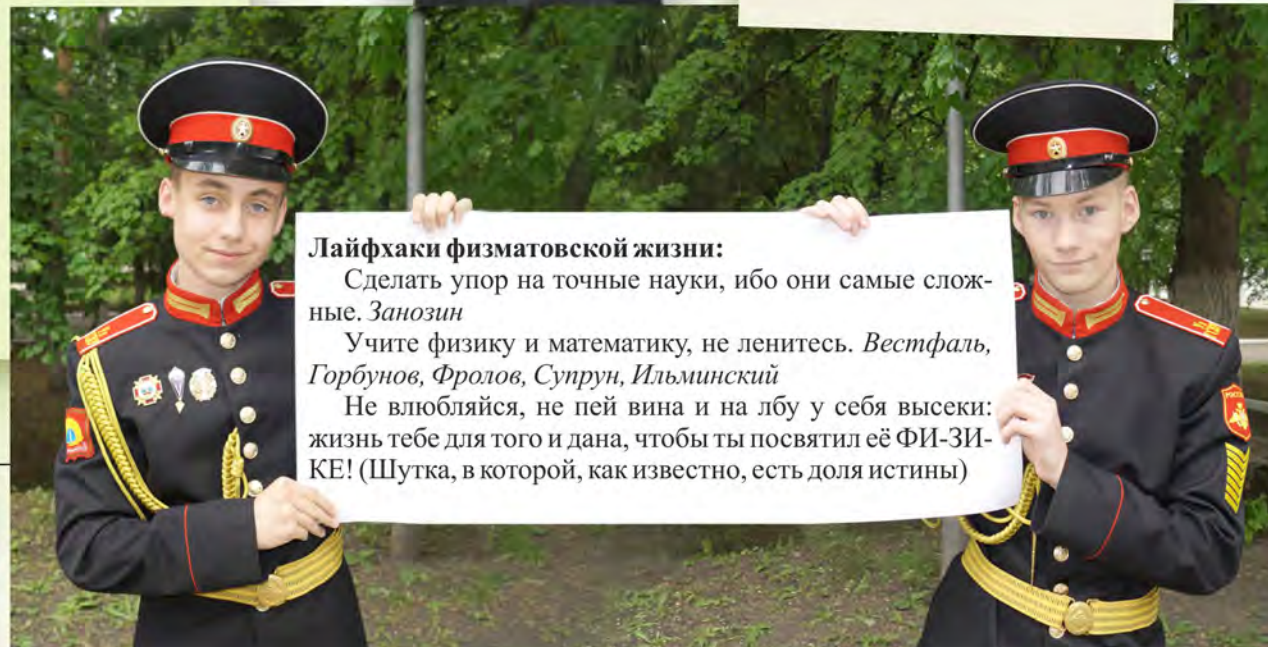 Лайфхаки физматовской жизни:
Сделать упор на точные науки, ибо они самые слож-
ные. Занозин
Учите физику и математику, не ленитесь. Вестфаль,
Горбунов, Фролов, Супрун, Ильминский
Не влюбляйся, не пей вина и на лбу у себя высеки:
жизнь тебе для того и дана, чтобы ты посвятил её ФИ-ЗИ-
КЕ! (Шутка, в которой, как известно, есть доля истины)